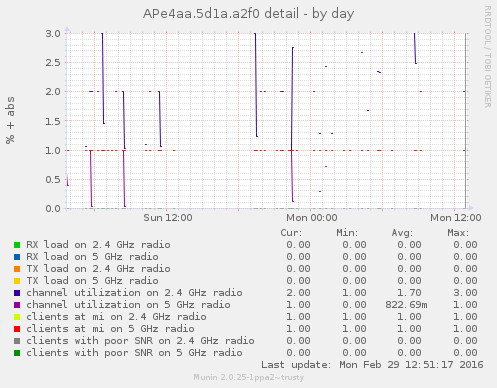 APe4aa.5d1a.a2f0 detail - by day
RRDTOOL / TOBI OETIKER
% + abs
3.0
2.5
2.0
1.5
1.0
0.5
0.0
Sun 12:00 Mon 00:00 Mon 12:00
Cur: Min: Avg: Max:
RX load on 2.4 GHz radio 0.00 0.00 0.00 0.00
RX load on 5 GHz radio 0.00 0.00 0.00 0.00
TX load on 2.4 GHz radio 0.00 0.00 0.00 0.00
TX load on 5 GHz radio 0.00 0.00 0.00 0.00
channel utilization on 2.4 GHz radio 2.00 1.00 1.70 3.00
channel utilization on 5 GHz radio 1.00 0.00 822.69m 1.00
clients at mi on 2.4 GHz radio 1.00 1.00 1.00 1.00
clients at mi on 5 GHz radio 1.00 1.00 1.00 1.00
clients with poor SNR on 2.4 GHz radio 0.00 0.00 0.00 0.00
clients with poor SNR on 5 GHz radio 0.00 0.00 0.00 0.00
Last update: Mon Feb 29 12:51:17 2016
Munin 2.0.25-1ppa2~trusty